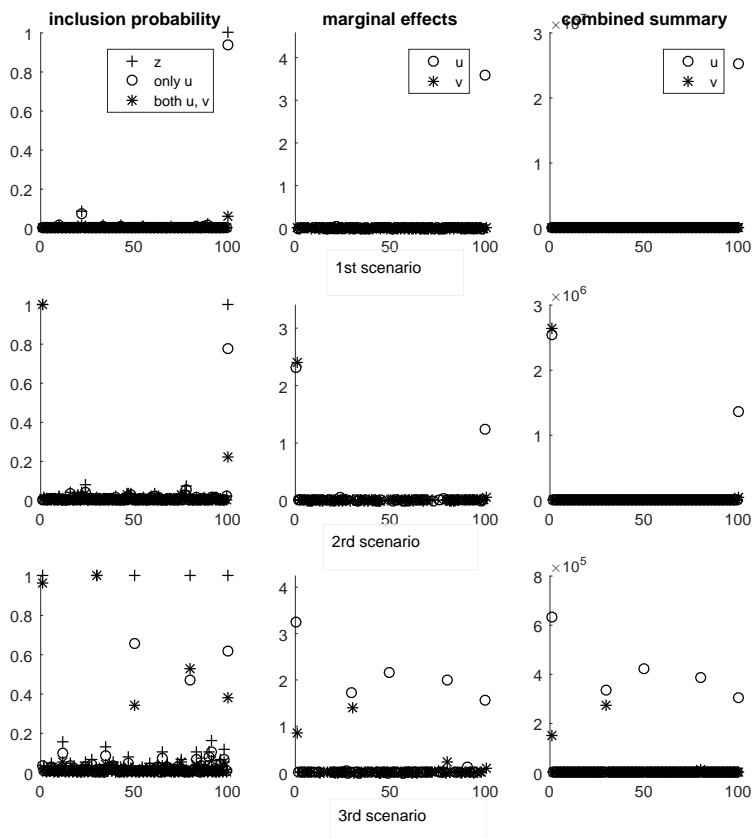 inclusion probability marginal effects combined summary
×10⁷
1 4 3
0.8 z u
only u v
both u, v
3 2
0.6
0.4 2 1
0.2 1
0 0 0
0 50 100 0 50 100 0 50 100
1st scenario
×10⁶
1 3 3
0.8
0.6 2 2
0.4
1 1
0.2
0 0 0
0 50 100 0 50 100 0 50 100
2rd scenario
×10⁵
1 4 8
0.8
3 6
0.6
2 4
0.4
0.2 1 2
0 0 0
0 50 100 0 50 100 0 50 100
3rd scenario